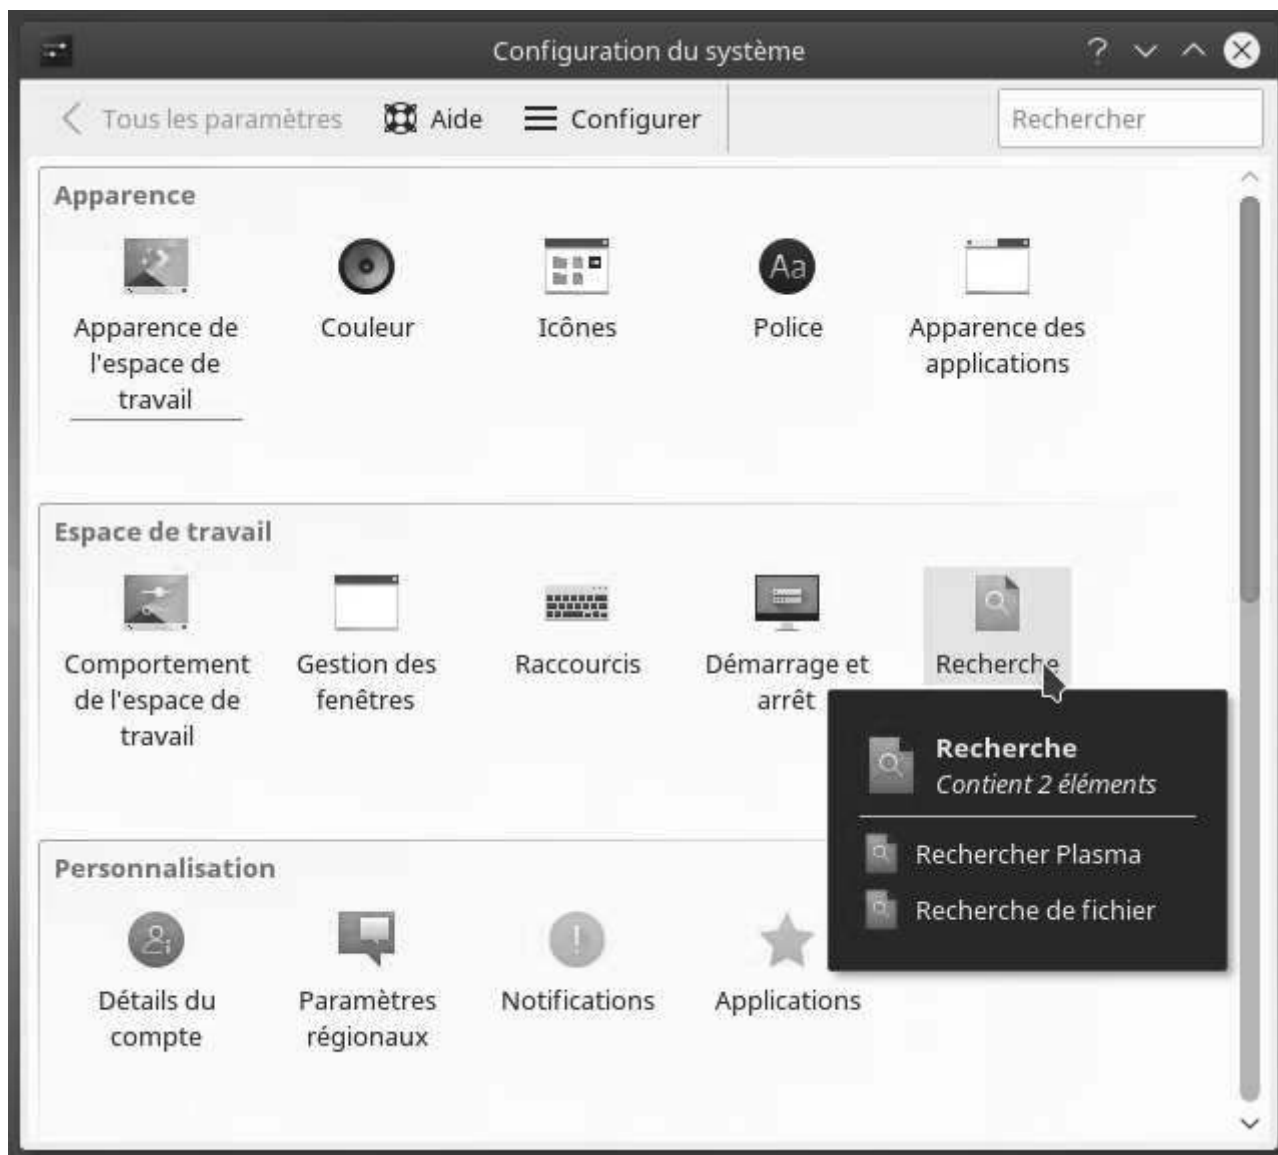 Configuration du système
Tous les paramètres Aide Configurer Rechercher
Apparence
Apparence de
l'espace de
travail
Couleur
Icônes
Aa
Police
Apparence des
applications
Espace de travail
Comportement
de l'espace de
travail
Gestion des
fenêtres
Raccourcis
Démarrage et
arrêt
Recherche
Recherche
Contient 2 éléments
Rechercher Plasma
Recherche de fichier
Personnalisation
Détails du
compte
Paramètres
régionaux
Notifications
Applications